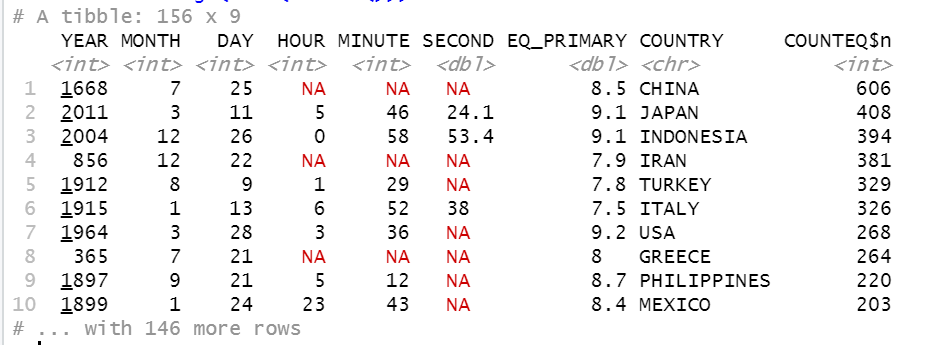 # A tibble: 156 x 9
YEAR MONTH DAY HOUR MINUTE SECOND EQ_PRIMARY COUNTRY COUNTEQ$n
<int> <int> <int> <int> <int> <dbl> <dbl> <chr> <int>
1 1668 7 25 NA NA NA 8.5 CHINA 606
2 2011 3 11 5 46 24.1 9.1 JAPAN 408
3 2004 12 26 0 58 53.4 9.1 INDONESIA 394
4 856 12 22 NA NA NA 7.9 IRAN 381
5 1912 8 9 1 29 NA 7.8 TURKEY 329
6 1915 1 13 6 52 38 7.5 ITALY 326
7 1964 3 28 3 36 NA 9.2 USA 268
8 365 7 21 NA NA NA 8 GREECE 264
9 1897 9 21 5 12 NA 8.7 PHILIPPINES 220
10 1899 1 24 23 43 NA 8.4 MEXICO 203
# ... with 146 more rows